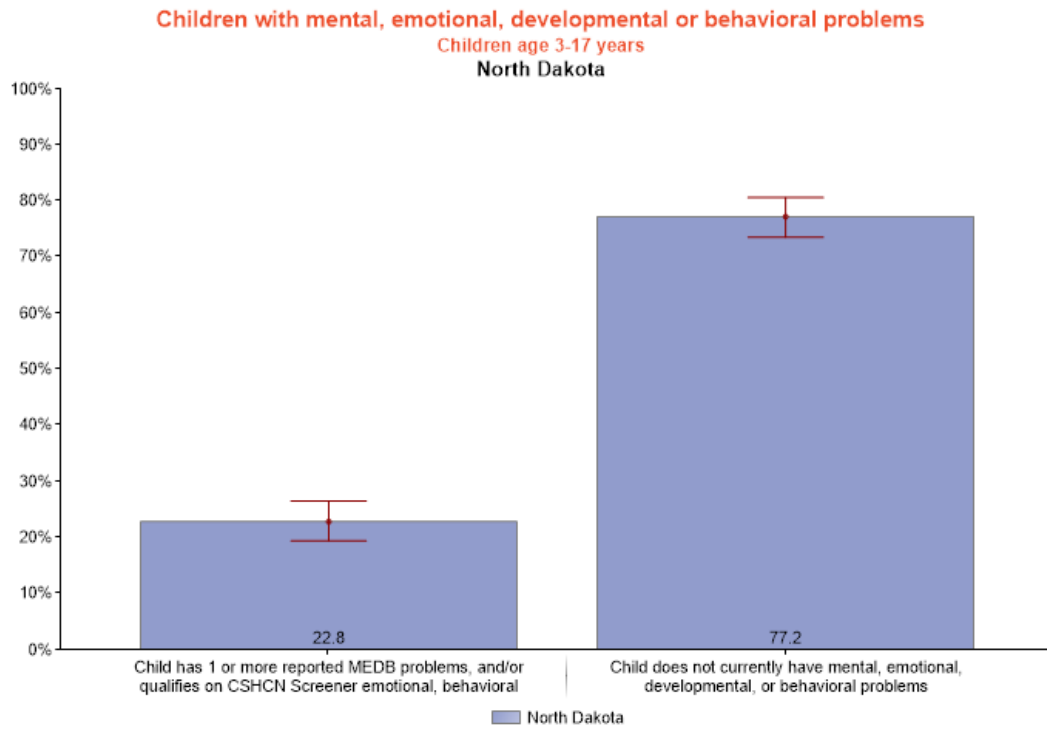 Children with mental, emotional, developmental or behavioral problems
Children age 3-17 years
North Dakota
100%
90%
80%
70%
60%
50%
40%
30%
20%
10%
0%
22.8
77.2
Child has 1 or more reported MEDB problems, and/or
qualifies on CSHCN Screener emotional, behavioral
Child does not currently have mental, emotional,
developmental, or behavioral problems
North Dakota